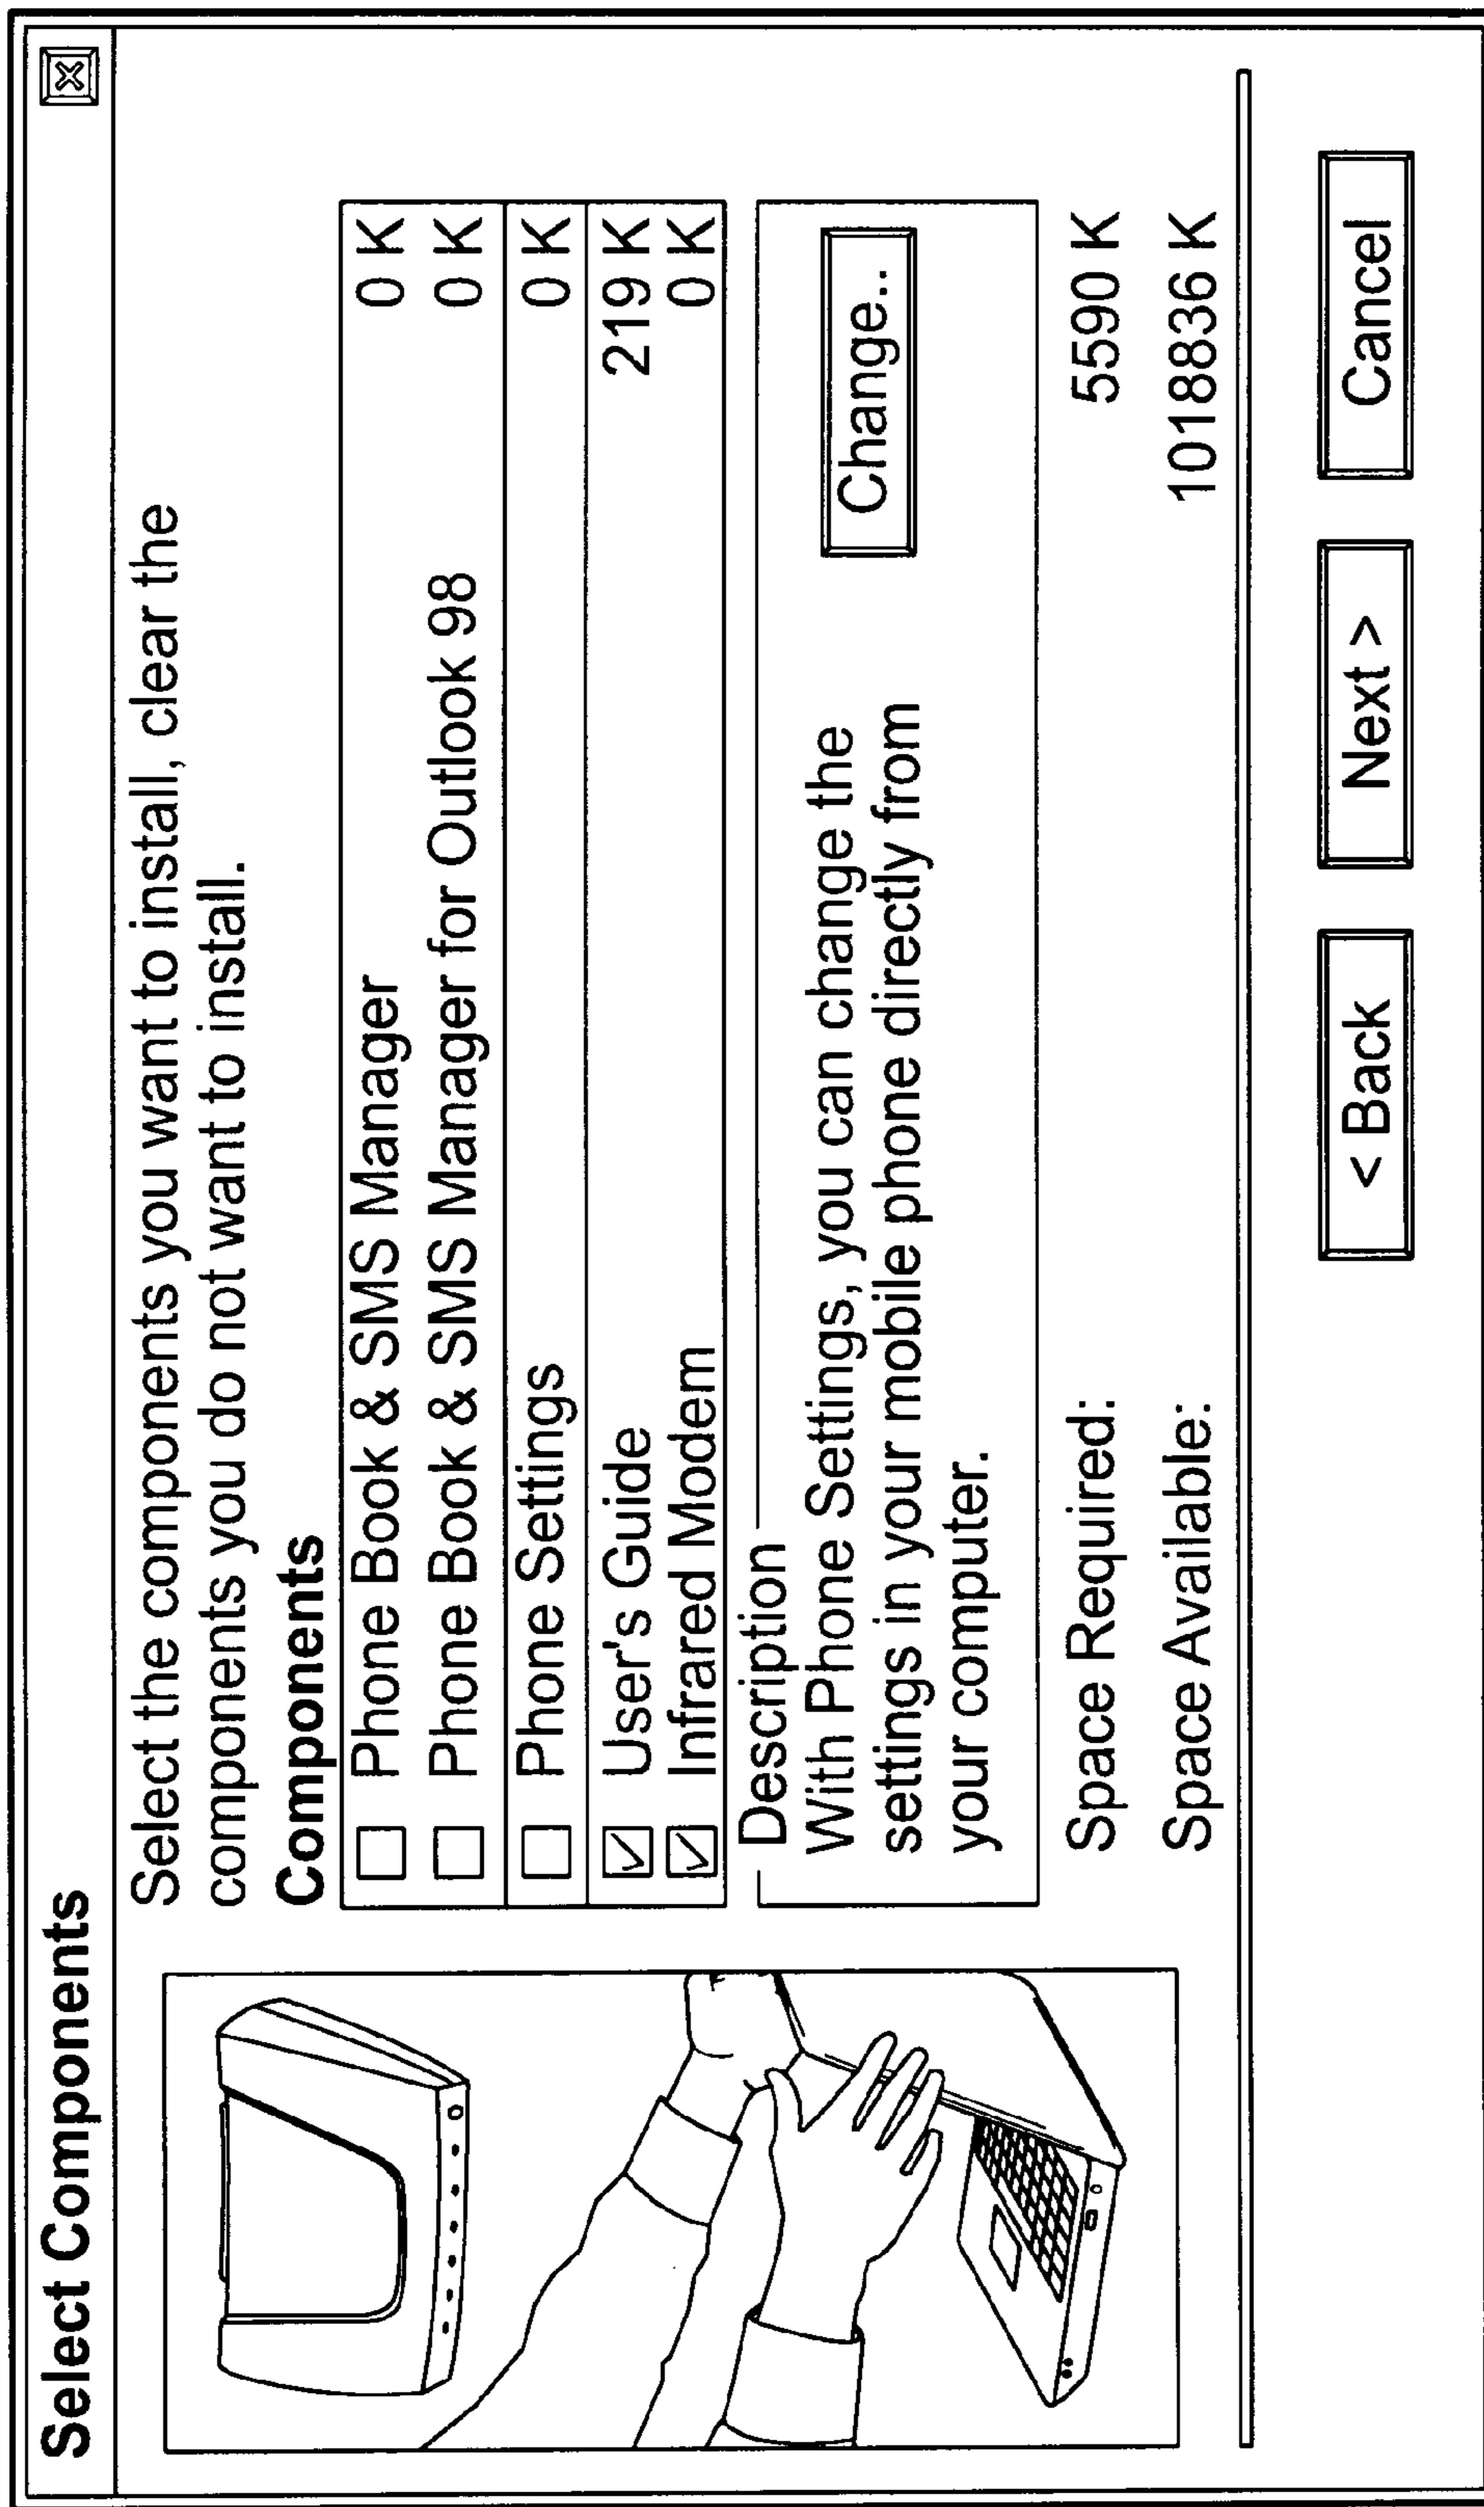 Select Components
Select the components you want to install, clear the
components you do not want to install.
Components
Phone Book & SMS Manager 0 K
Phone Book & SMS Manager for Outlook 98 0 K
Phone Settings 0 K
User's Guide 219 K
Infrared Modem 0 K
Description
With Phone Settings, you can change the
settings in your mobile phone directly from
your computer.
Change..
Space Required: 5590 K
Space Available: 1018836 K
< Back Next > Cancel